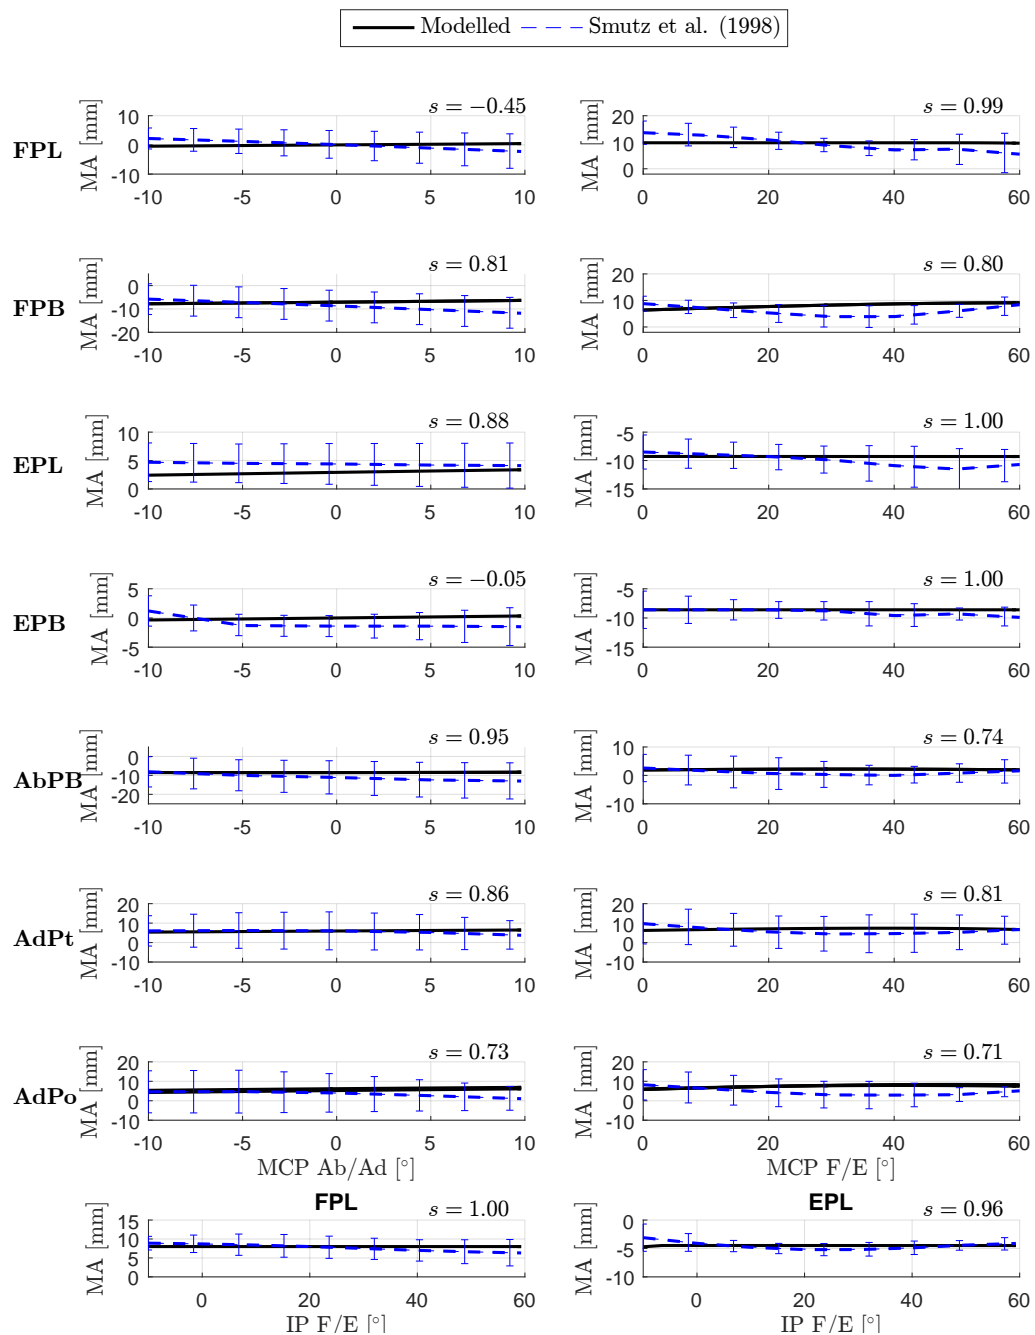 Modelled Smutz et al. (1998)
FPL
MA [mm]
10
0
-10
s = −0.45
-10 -5 0 5 10
MA [mm]
20
10
0
s = 0.99
0 20 40 60
FPB
MA [mm]
0
-10
-20
s = 0.81
-10 -5 0 5 10
MA [mm]
20
10
0
s = 0.80
0 20 40 60
EPL
MA [mm]
10
5
0
s = 0.88
-10 -5 0 5 10
MA [mm]
-5
-10
-15
s = 1.00
0 20 40 60
EPB
MA [mm]
5
0
-5
s = −0.05
-10 -5 0 5 10
MA [mm]
-5
-10
-15
s = 1.00
0 20 40 60
AbPB
MA [mm]
0
-10
-20
s = 0.95
-10 -5 0 5 10
MA [mm]
10
0
-10
s = 0.74
0 20 40 60
AdPt
MA [mm]
20
10
0
-10
s = 0.86
-10 -5 0 5 10
MA [mm]
20
10
0
-10
s = 0.81
0 20 40 60
AdPo
MA [mm]
20
10
0
-10
s = 0.73
-10 -5 0 5 10
MCP Ab/Ad [°]
MA [mm]
20
10
0
-10
s = 0.71
0 20 40 60
MCP F/E [°]
FPL
MA [mm]
15
10
5
0
s = 1.00
0 20 40 60
IP F/E [°]
EPL
MA [mm]
0
-5
-10
s = 0.96
0 20 40 60
IP F/E [°]